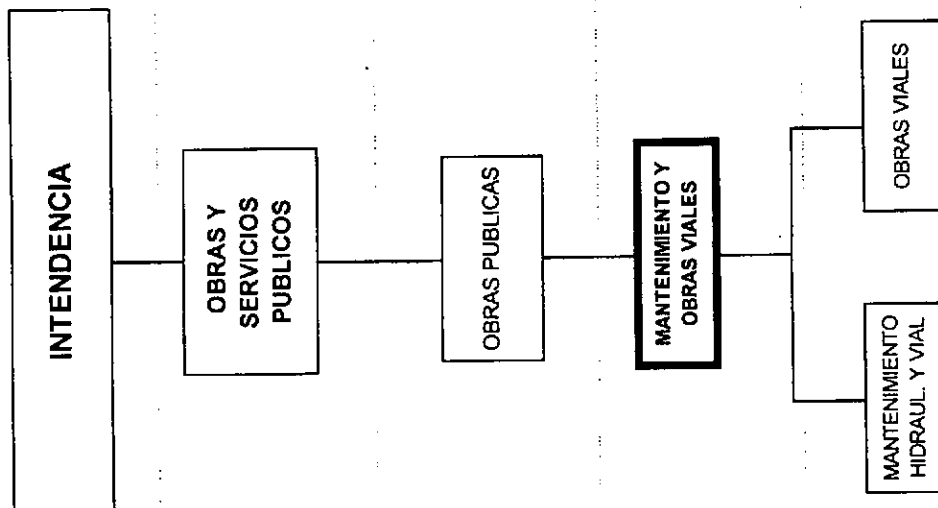 INTENDENCIA
OBRAS Y
SERVICIOS
PUBLICOS
OBRAS PUBLICAS
MANTENIMIENTO Y
OBRAS VIALES
MANTENIMIENTO
HIDRAUL. Y VIAL
OBRAS VIALES